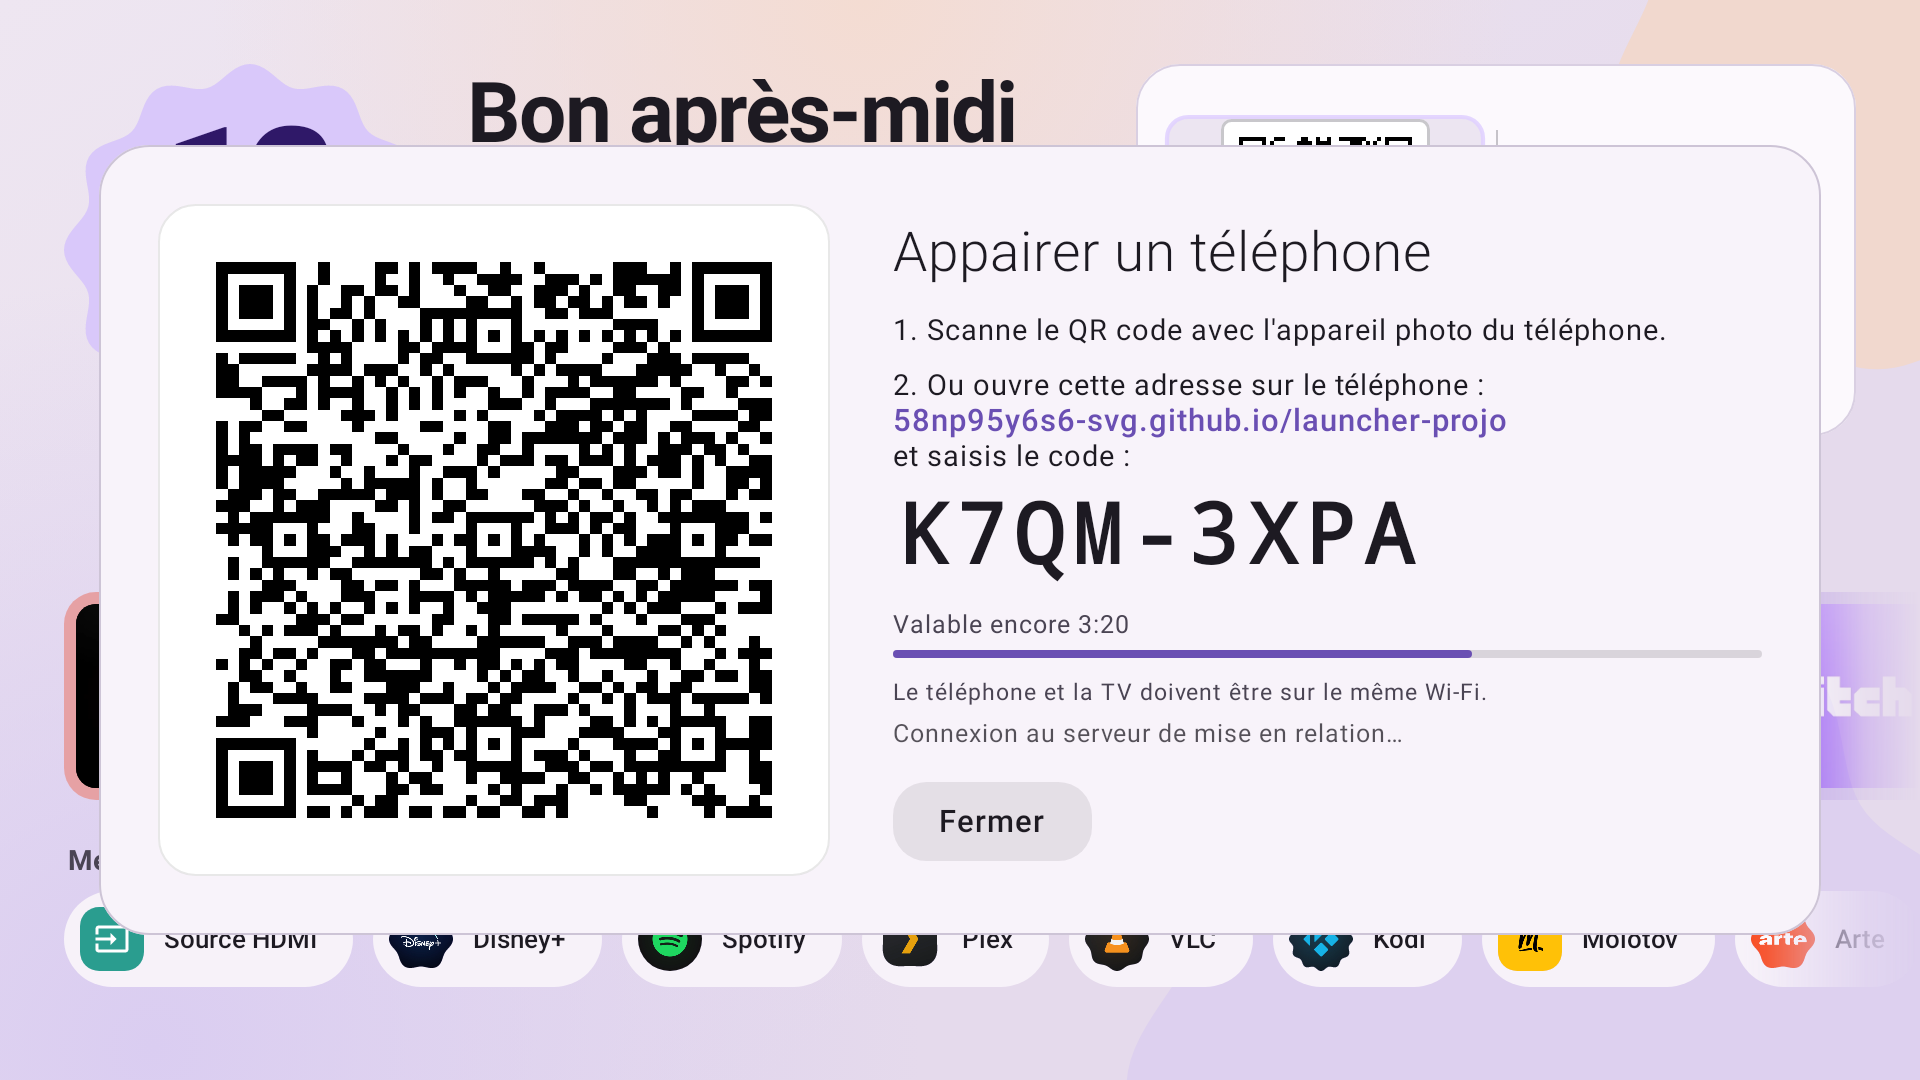 Bon après-midi
Appairer un téléphone
1. Scanne le QR code avec l'appareil photo du téléphone.
2. Ou ouvre cette adresse sur le téléphone :
58np95y6s6-svg.github.io/launcher-projo
et saisis le code :
K7QM-3XPA
Valable encore 3:20
Le téléphone et la TV doivent être sur le même Wi-Fi.
Connexion au serveur de mise en relation…
Fermer
Source HDMI
Disney+
Disney+
Spotify
Plex
VLC
Kodi
Molotov
arte
Arte